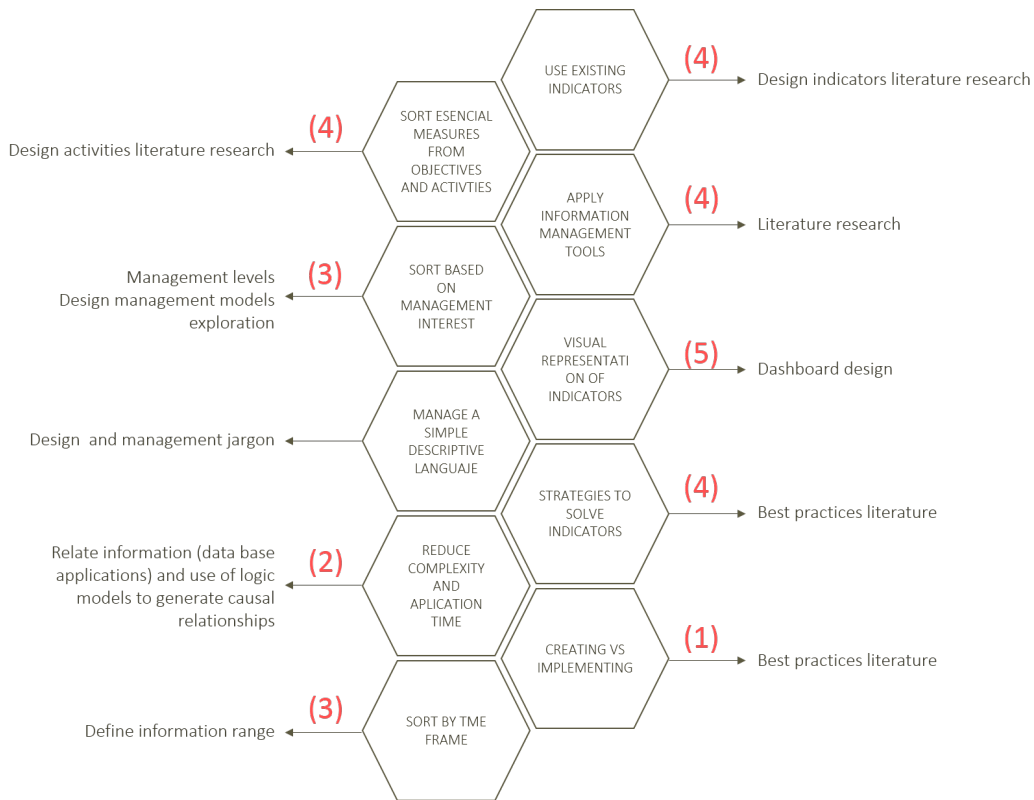 USE EXISTING
INDICATORS
(4)
Design indicators literature research
SORT ESENCIAL
MEASURES
FROM
OBJECTIVES
AND ACTIVTIES
(4)
Design activities literature research
APPLY
INFORMATION
MANAGEMENT
TOOLS
(4)
Literature research
SORT BASED
ON
MANAGEMENT
INTEREST
(3)
Management levels
Design management models
exploration
VISUAL
REPRESENTATI
ON OF
INDICATORS
(5)
Dashboard design
MANAGE A
SIMPLE
DESCRIPTIVE
LANGUAJE
Design  and management jargon
STRATEGIES TO
SOLVE
INDICATORS
(4)
Best practices literature
REDUCE
COMPLEXITY
AND
APLICATION
TIME
(2)
Relate information (data base
applications) and use of logic
models to generate causal
relationships
CREATING VS
IMPLEMENTING
(1)
Best practices literature
SORT BY TME
FRAME
(3)
Define information range